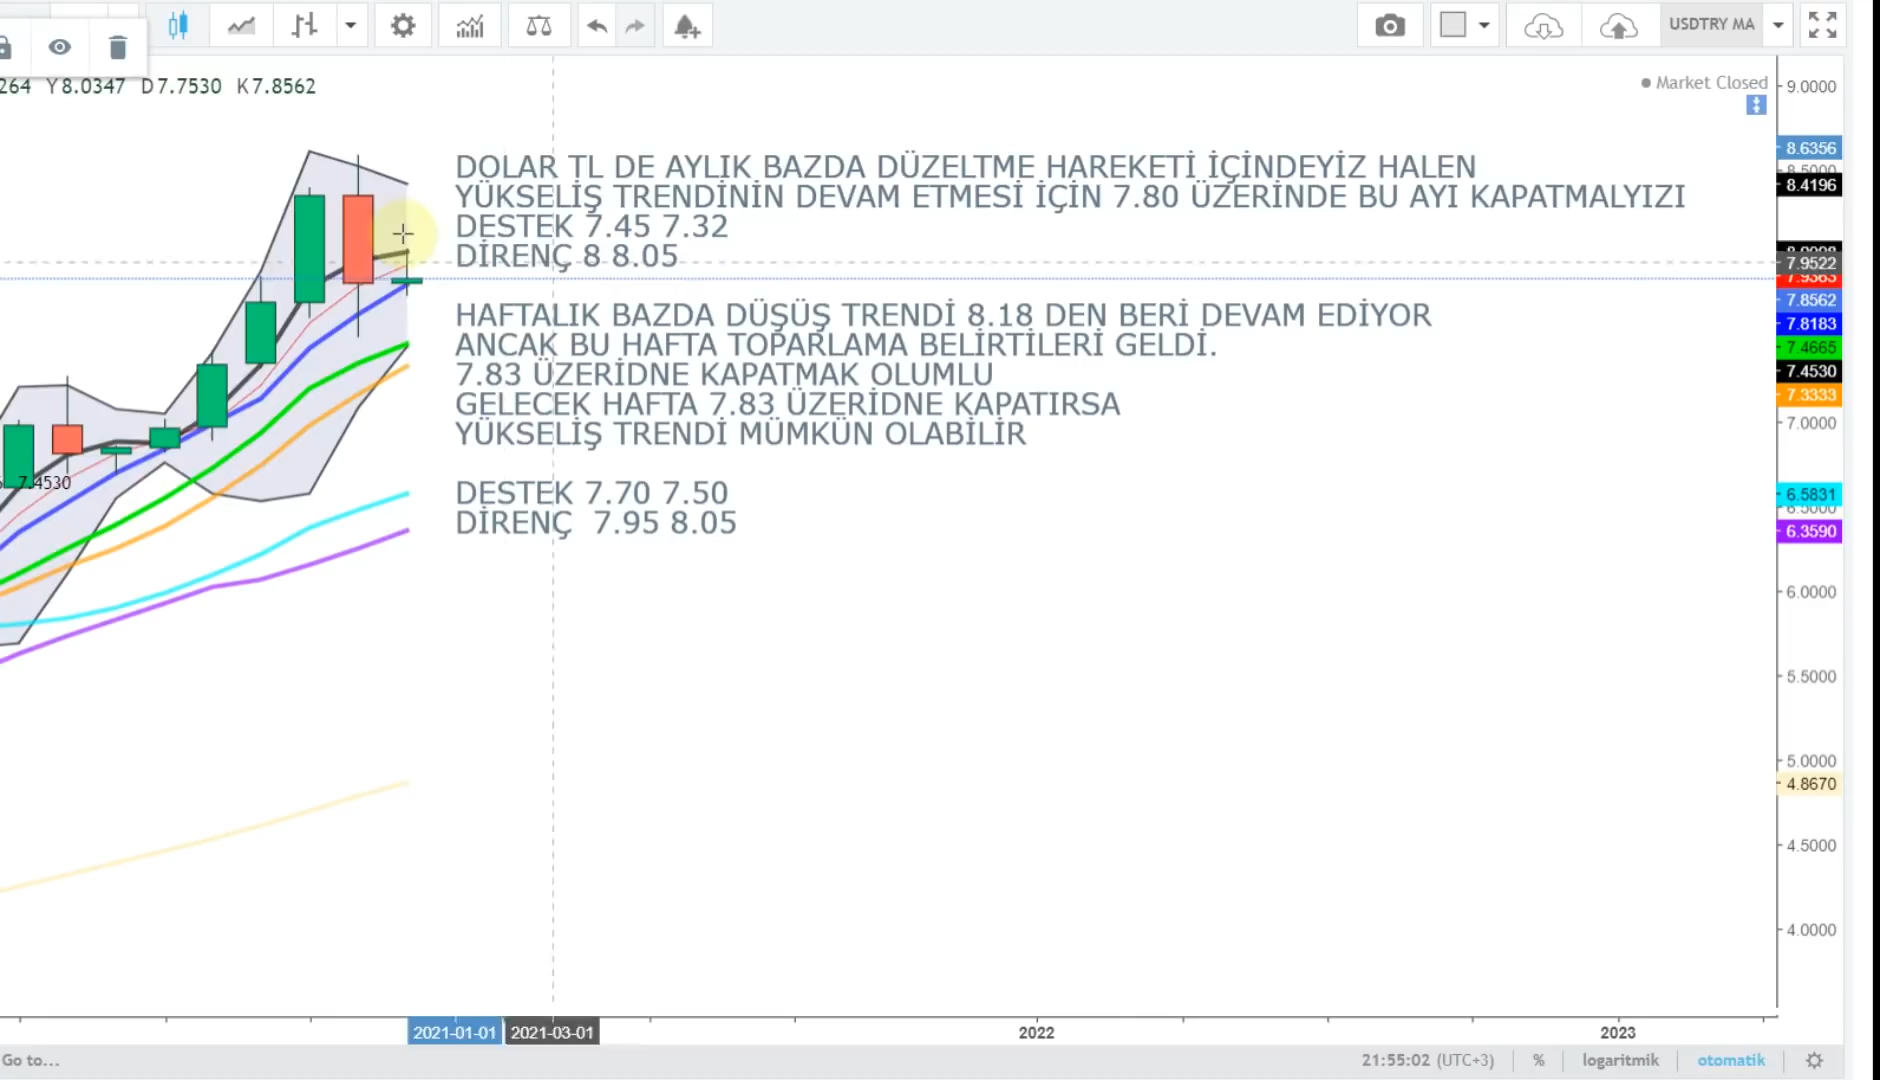 USDTRY MA
264 Y8.0347 D7.7530 K7.8562
Market Closed
DOLAR TL DE AYLIK BAZDA DÜZELTME HAREKETİ İÇİNDEYİZ HALEN
YÜKSELİŞ TRENDİNİN DEVAM ETMESİ İÇİN 7.80 ÜZERİNDE BU AYI KAPATMALYIZI
DESTEK 7.45 7.32
DİRENÇ 8 8.05
HAFTALIK BAZDA DÜŞÜŞ TRENDİ 8.18 DEN BERİ DEVAM EDİYOR
ANCAK BU HAFTA TOPARLAMA BELİRTİLERİ GELDİ.
7.83 ÜZERİDNE KAPATMAK OLUMLU
GELECEK HAFTA 7.83 ÜZERİDNE KAPATIRSA
YÜKSELİŞ TRENDİ MÜMKÜN OLABİLİR
7.4530
DESTEK 7.70 7.50
DİRENÇ 7.95 8.05
9.0000
8.6356
8.4196
7.9522
7.8562
7.8183
7.4665
7.4530
7.3333
7.0000
6.5831
6.3590
6.0000
5.5000
5.0000
4.8670
4.5000
4.0000
2021-01-01 2021-03-01 2022 2023
Go to... 21:55:02 (UTC+3) % logaritmik otomatik